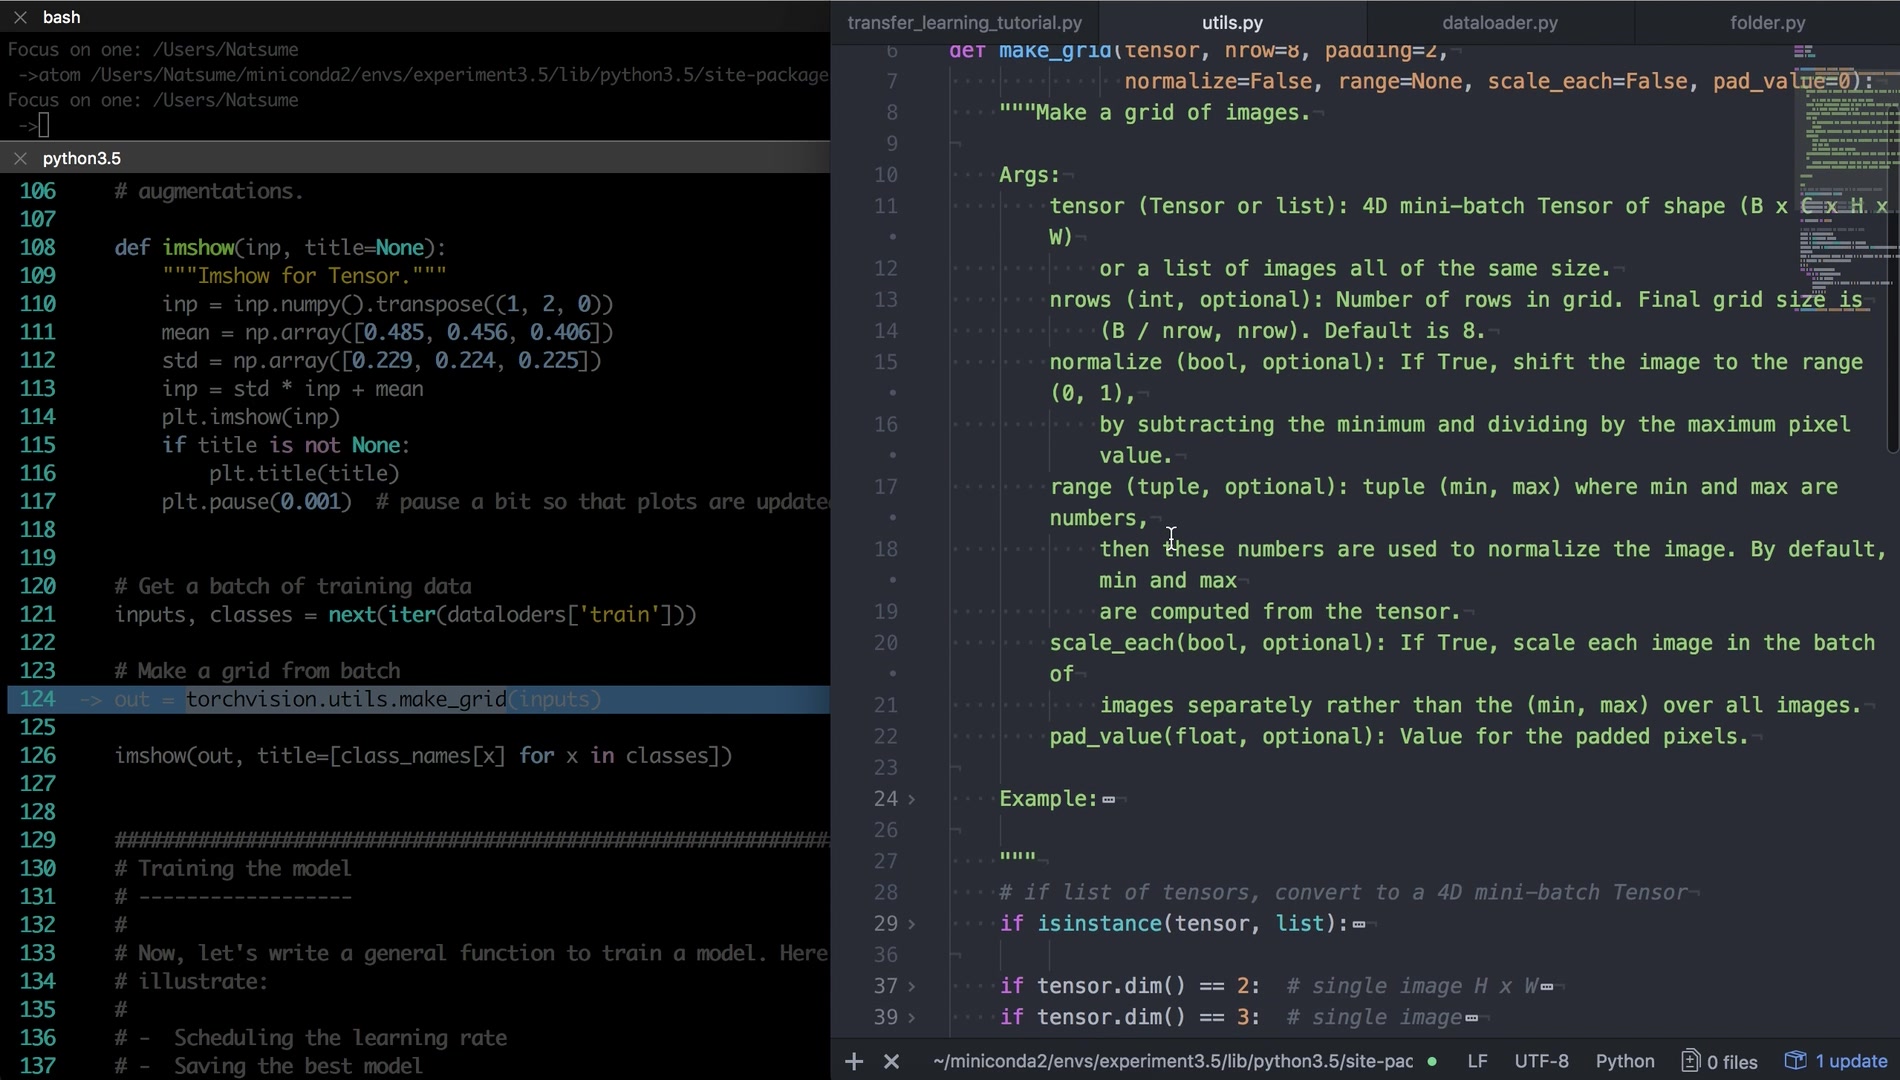 bash
Focus on one: /Users/Natsume
->atom /Users/Natsume/miniconda2/envs/experiment3.5/lib/python3.5/site-package
Focus on one: /Users/Natsume
->
python3.5
106 # augmentations.
107
108 def imshow(inp, title=None):
109 """Imshow for Tensor."""
110 inp = inp.numpy().transpose((1, 2, 0))
111 mean = np.array([0.485, 0.456, 0.406])
112 std = np.array([0.229, 0.224, 0.225])
113 inp = std * inp + mean
114 plt.imshow(inp)
115 if title is not None:
116 plt.title(title)
117 plt.pause(0.001)  # pause a bit so that plots are update
118
119
120 # Get a batch of training data
121 inputs, classes = next(iter(dataloders['train']))
122
123 # Make a grid from batch
124 -> out = torchvision.utils.make_grid(inputs)
125
126 imshow(out, title=[class_names[x] for x in classes])
127
128
129 #############################################################
130 # Training the model
131 # ------------------
132 #
133 # Now, let's write a general function to train a model. Here
134 # illustrate:
135 #
136 # -  Scheduling the learning rate
137 # -  Saving the best model
transfer_learning_tutorial.py utils.py dataloader.py folder.py
6 def make_grid(tensor, nrow=8, padding=2,
7 normalize=False, range=None, scale_each=False, pad_value=0):
8 """Make a grid of images.
9
10 Args:
11 tensor (Tensor or list): 4D mini-batch Tensor of shape (B x C x H x
W)
12 or a list of images all of the same size.
13 nrows (int, optional): Number of rows in grid. Final grid size is
14 (B / nrow, nrow). Default is 8.
15 normalize (bool, optional): If True, shift the image to the range
(0, 1),
16 by subtracting the minimum and dividing by the maximum pixel
value.
17 range (tuple, optional): tuple (min, max) where min and max are
numbers,
18 then these numbers are used to normalize the image. By default,
min and max
19 are computed from the tensor.
20 scale_each(bool, optional): If True, scale each image in the batch
of
21 images separately rather than the (min, max) over all images.
22 pad_value(float, optional): Value for the padded pixels.
23
24 Example:
26
27 """
28 # if list of tensors, convert to a 4D mini-batch Tensor
29 if isinstance(tensor, list):
36
37 if tensor.dim() == 2:  # single image H x W
39 if tensor.dim() == 3:  # single image
~/miniconda2/envs/experiment3.5/lib/python3.5/site-pac LF UTF-8 Python 0 files 1 update